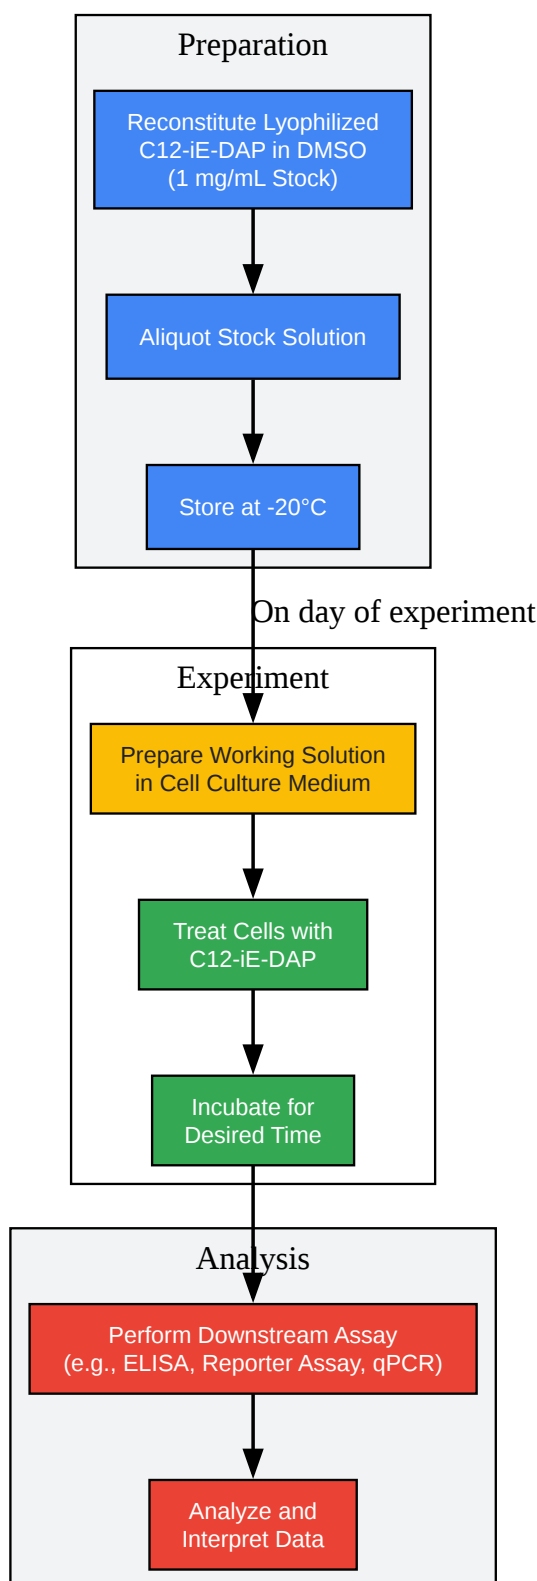 Preparation
Reconstitute Lyophilized
C12-iE-DAP in DMSO
(1 mg/mL Stock)
Aliquot Stock Solution
Store at -20°C
On day of experiment
Experiment
Prepare Working Solution
in Cell Culture Medium
Treat Cells with
C12-iE-DAP
Incubate for
Desired Time
Analysis
Perform Downstream Assay
(e.g., ELISA, Reporter Assay, qPCR)
Analyze and
Interpret Data